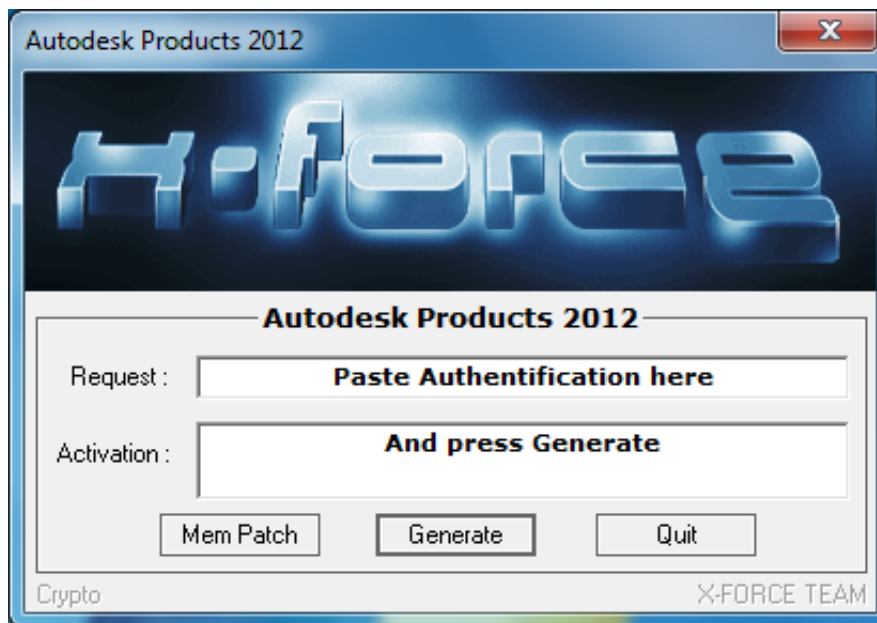 Autodesk Products 2012
X-FORCE
Autodesk Products 2012
Request :
Paste Authentification here
Activation :
And press Generate
Mem Patch
Generate
Quit
Crypto
X-FORCE TEAM